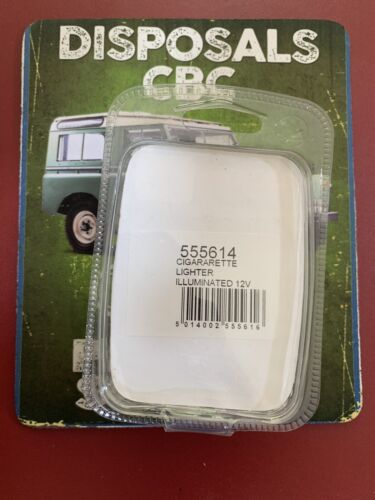 DISPOSALS
CBC
555614
CIGARARETTE
LIGHTER
ILLUMINATED 12V
5 014002 555616